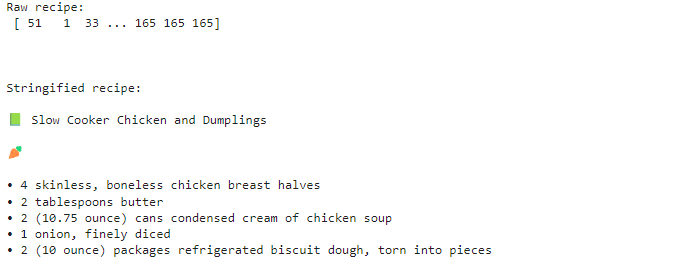 Raw recipe:
[ 51   1  33 ... 165 165 165]
Stringified recipe:
📗 Slow Cooker Chicken and Dumplings
🥕
• 4 skinless, boneless chicken breast halves
• 2 tablespoons butter
• 2 (10.75 ounce) cans condensed cream of chicken soup
• 1 onion, finely diced
• 2 (10 ounce) packages refrigerated biscuit dough, torn into pieces